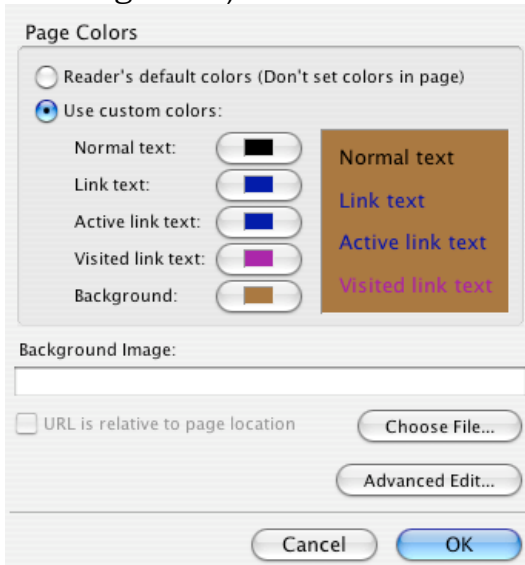 Page Colors
Reader's default colors (Don't set colors in page)
Use custom colors:
Normal text:
Link text:
Active link text:
Visited link text:
Background:
Normal text
Link text
Active link text
Visited link text
Background Image:
URL is relative to page location
Choose File...
Advanced Edit...
Cancel
OK